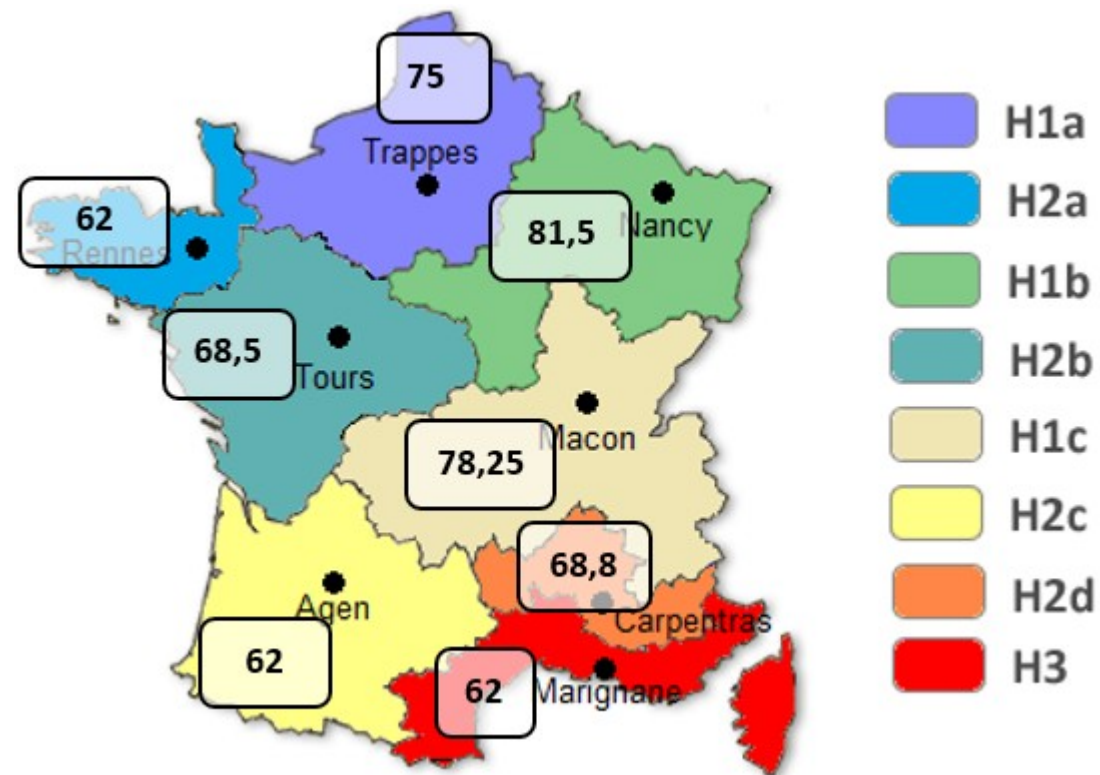 75
Trappes
62
Rennes
81,5
Nancy
68,5
Tours
78,25
Macon
68,8
Carpentras
Agen
62
62
Marignane
H1a
H2a
H1b
H2b
H1c
H2c
H2d
H3